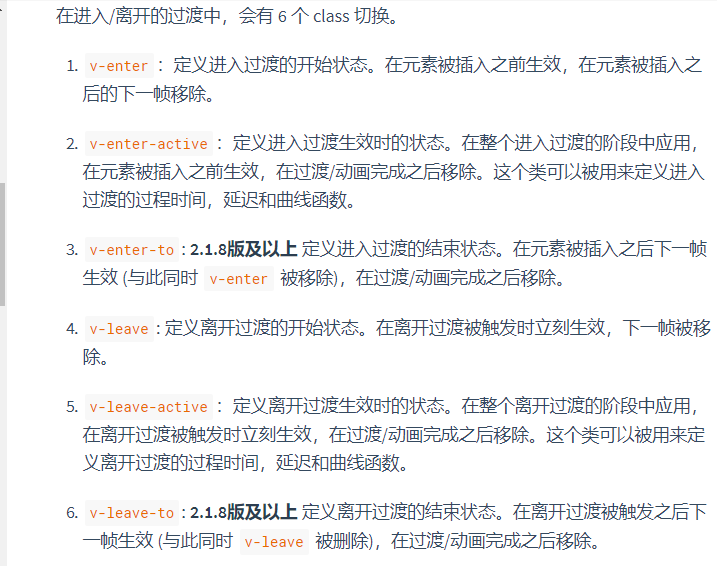 在进入/离开的过渡中，会有 6 个 class 切换。
1. v-enter ：定义进入过渡的开始状态。在元素被插入之前生效，在元素被插入之
后的下一帧移除。
2. v-enter-active ：定义进入过渡生效时的状态。在整个进入过渡的阶段中应用，
在元素被插入之前生效，在过渡/动画完成之后移除。这个类可以被用来定义进入
过渡的过程时间，延迟和曲线函数。
3. v-enter-to : 2.1.8版及以上 定义进入过渡的结束状态。在元素被插入之后下一帧
生效 (与此同时 v-enter 被移除)，在过渡/动画完成之后移除。
4. v-leave : 定义离开过渡的开始状态。在离开过渡被触发时立刻生效，下一帧被移
除。
5. v-leave-active ：定义离开过渡生效时的状态。在整个离开过渡的阶段中应用，
在离开过渡被触发时立刻生效，在过渡/动画完成之后移除。这个类可以被用来定
义离开过渡的过程时间，延迟和曲线函数。
6. v-leave-to : 2.1.8版及以上 定义离开过渡的结束状态。在离开过渡被触发之后下
一帧生效 (与此同时 v-leave 被删除)，在过渡/动画完成之后移除。